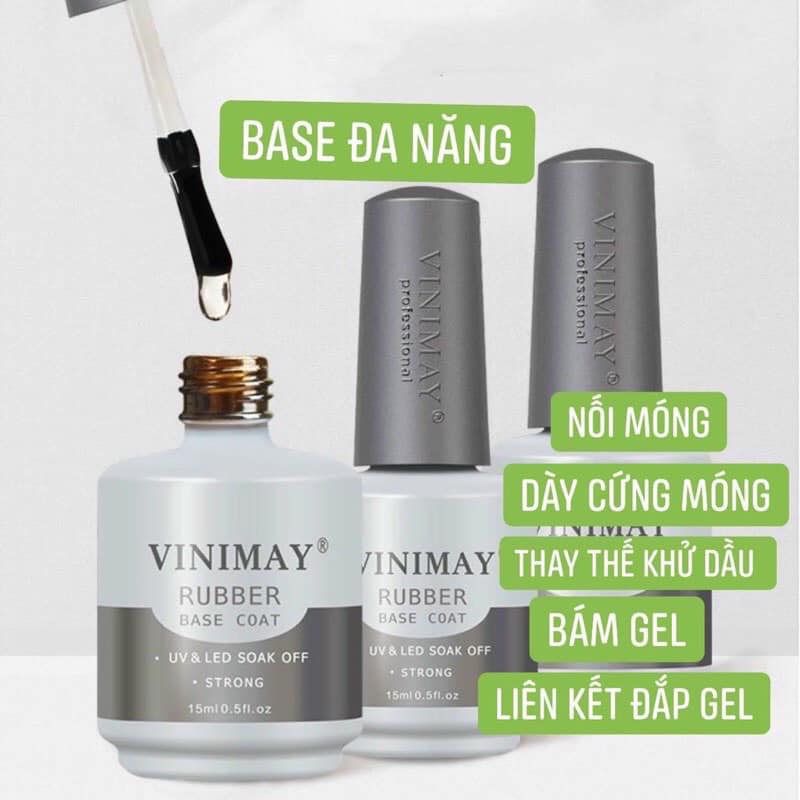 BASE ĐA NĂNG
VINIMAY®
professional
VINIMAY®
professional
NỐI MÓNG
DÀY CỨNG MÓNG
THAY THẾ KHỬ DẦU
BÁM GEL
LIÊN KẾT ĐẮP GEL
VINIMAY®
RUBBER
BASE COAT
• UV & LED SOAK OFF
• STRONG
15ml 0.5fl.oz
VINIMAY
RUBBER
BASE COAT
UV & LED SOAK OFF
• STRONG
15ml 0.5fl.oz
VINIMAY